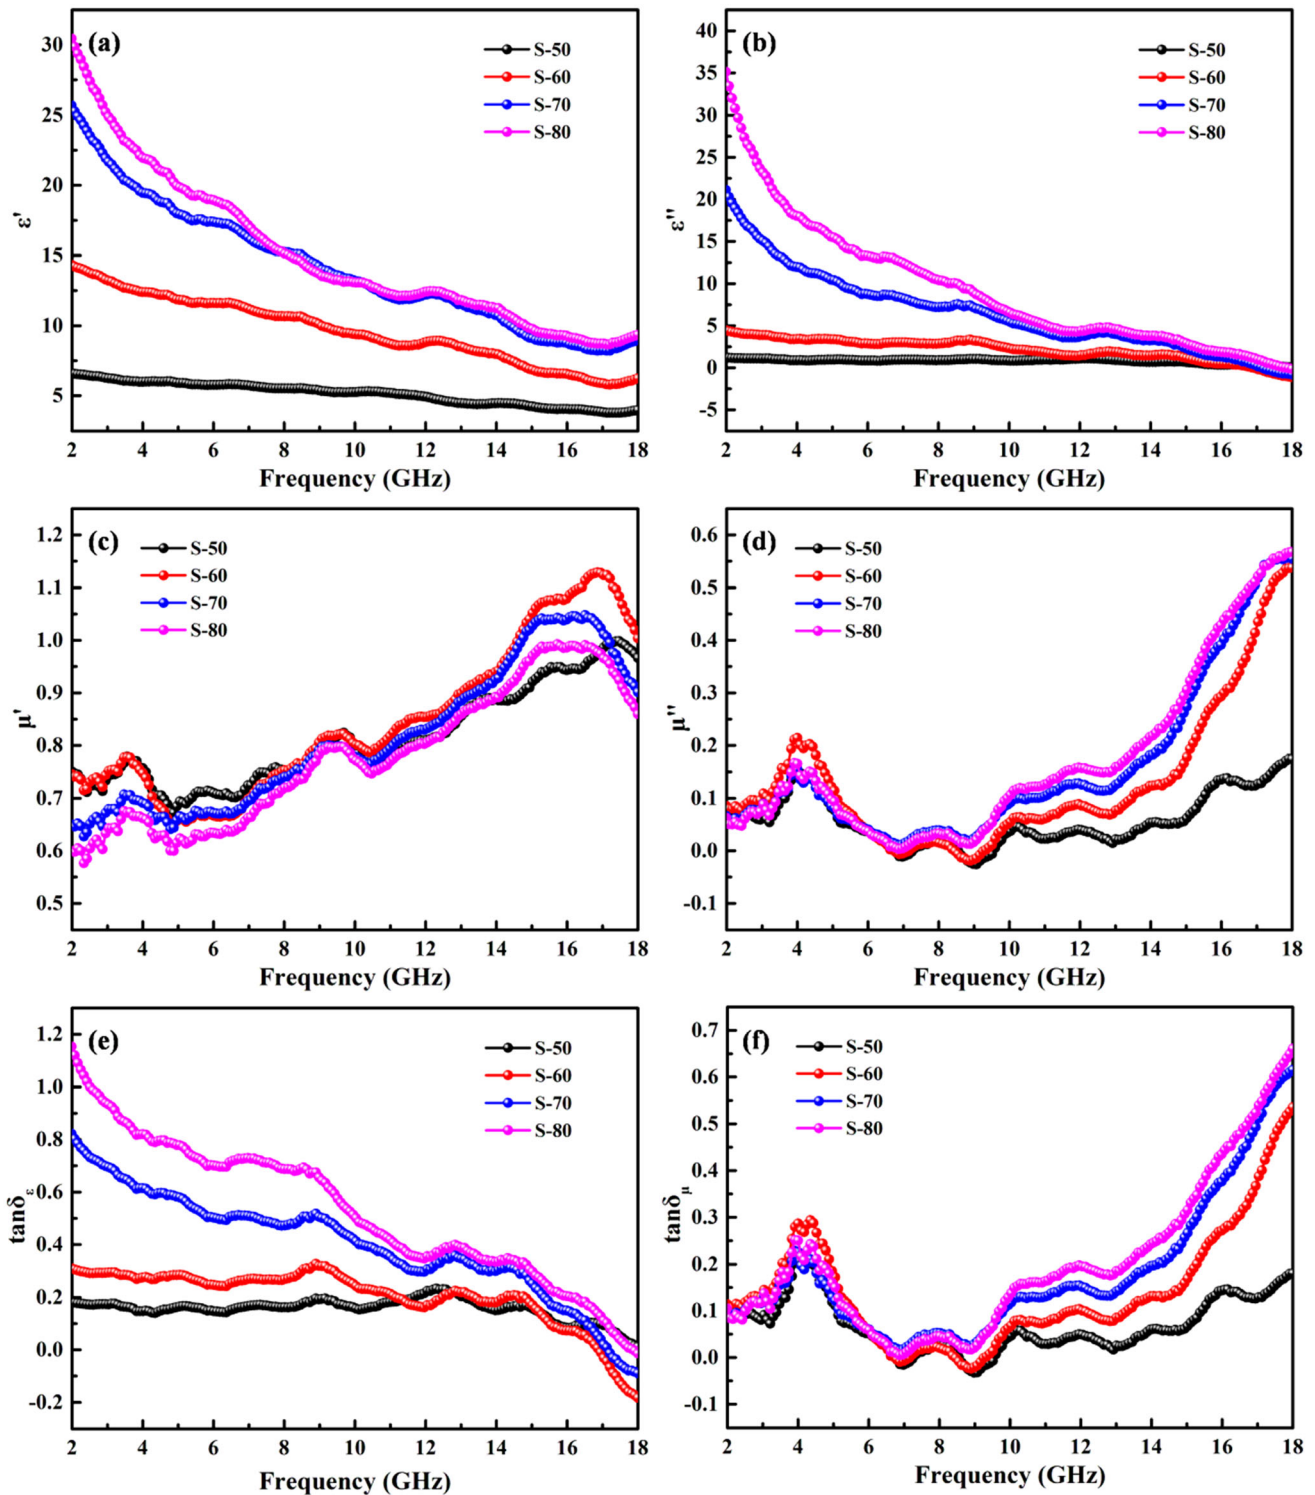 (a)
S-50
S-60
S-70
S-80
30
25
20
15
10
5
ε'
2 4 6 8 10 12 14 16 18
Frequency (GHz)
(b)
S-50
S-60
S-70
S-80
40
35
30
25
20
15
10
5
0
-5
ε''
2 4 6 8 10 12 14 16 18
Frequency (GHz)
(c)
S-50
S-60
S-70
S-80
1.2
1.1
1.0
0.9
0.8
0.7
0.6
0.5
μ'
2 4 6 8 10 12 14 16 18
Frequency (GHz)
(d)
S-50
S-60
S-70
S-80
0.6
0.5
0.4
0.3
0.2
0.1
0.0
-0.1
μ''
2 4 6 8 10 12 14 16 18
Frequency (GHz)
(e)
S-50
S-60
S-70
S-80
1.2
1.0
0.8
0.6
0.4
0.2
0.0
-0.2
tanδε
2 4 6 8 10 12 14 16 18
Frequency (GHz)
(f)
S-50
S-60
S-70
S-80
0.7
0.6
0.5
0.4
0.3
0.2
0.1
0.0
-0.1
tanδμ
2 4 6 8 10 12 14 16 18
Frequency (GHz)